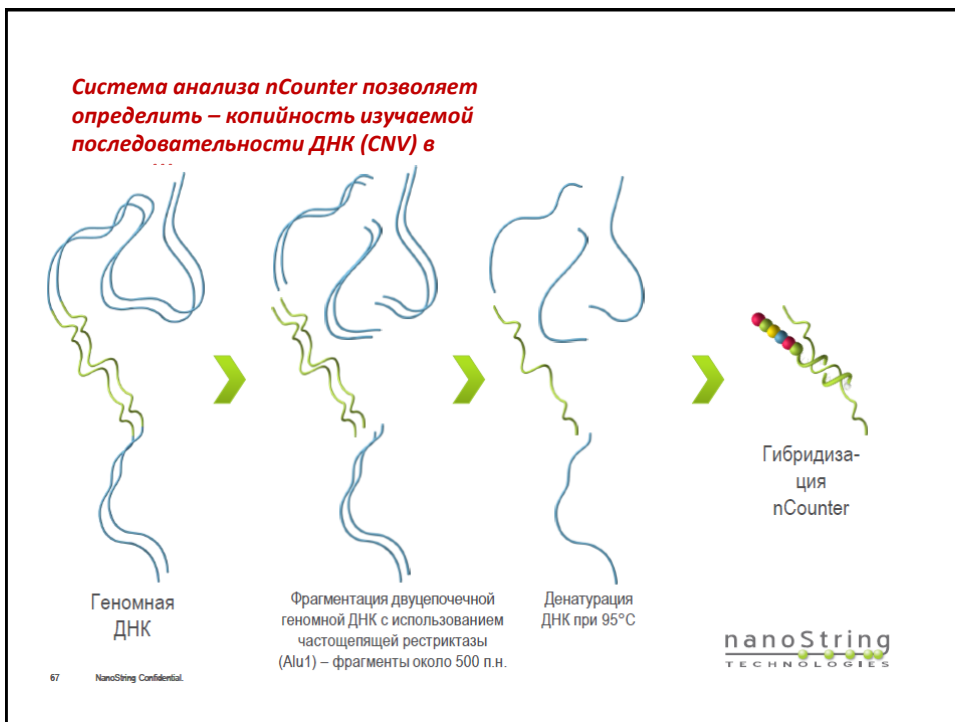 Система анализа nCounter позволяет
определить – копийность изучаемой
последовательности ДНК (CNV) в
Геномная
ДНК
Фрагментация двуцепочечной
геномной ДНК с использованием
частощепящей рестриктазы
(Alu1) – фрагменты около 500 п.н.
Денатурация
ДНК при 95°C
Гибридиза-
ция
nCounter
nanoString
TECHNOLOGIES
67 NanoString Confidential.